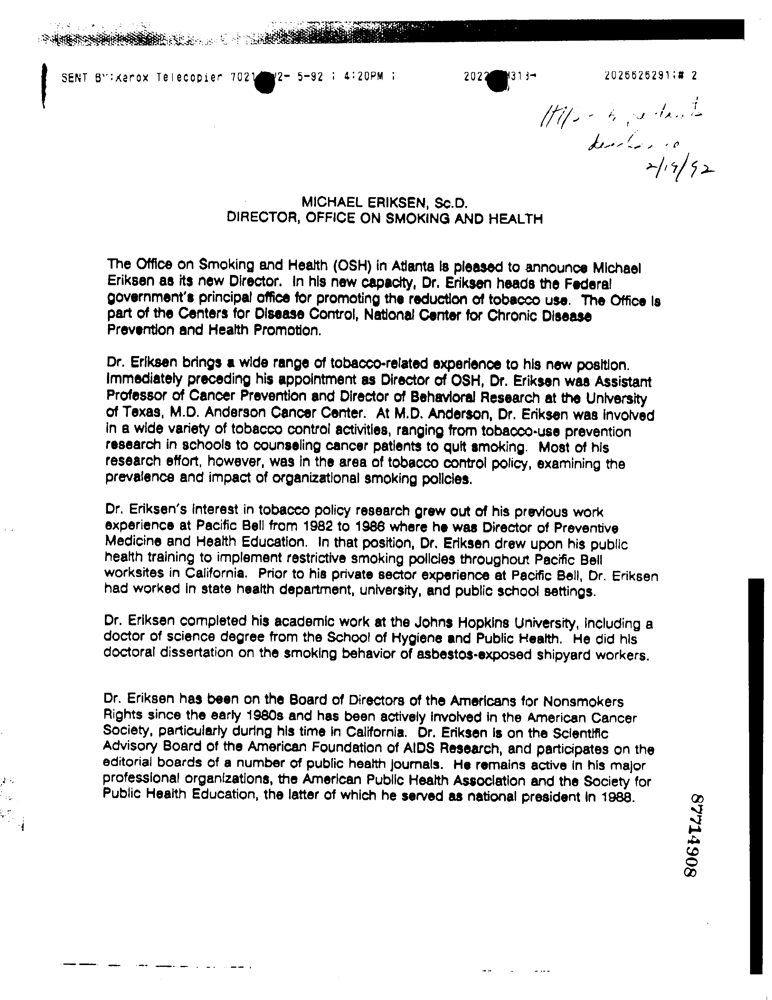 SENT BY:Xerox Telecopier 7021 2- 5-92 ; 4:20PM ; 2026626291;# 2
2/19/92
MICHAEL ERIKSEN, Sc.D.
DIRECTOR, OFFICE ON SMOKING AND HEALTH
The Office on Smoking and Health (OSH) in Atlanta is pleased to announce Michael
Eriksen as its new Director. In his new capacity, Dr. Eriksen heads the Federal
government's principal office for promoting the reduction of tobacco use. The Office is
part of the Centers for Disease Control, National Center for Chronic Disease
Prevention and Health Promotion.
Dr. Eriksen brings a wide range of tobacco-related experience to his new position.
Immediately preceding his appointment as Director of OSH, Dr. Eriksen was Assistant
Professor of Cancer Prevention and Director of Behavioral Research at the University
of Texas, M.D. Anderson Cancer Center. At M.D. Anderson, Dr. Eriksen was involved
in a wide variety of tobacco control activities, ranging from tobacco-use prevention
research in schools to counseling cancer patients to quit smoking. Most of his
research effort, however, was in the area of tobacco control policy, examining the
prevalence and impact of organizational smoking policies.
Dr. Eriksen's interest in tobacco policy research grew out of his previous work
experience at Pacific Bell from 1982 to 1986 where he was Director of Preventive
Medicine and Health Education. In that position, Dr. Eriksen drew upon his public
health training to implement restrictive smoking policies throughout Pacific Bell
worksites in California. Prior to his private sector experience at Pacific Bell, Dr. Eriksen
had worked in state health department, university, and public school settings.
Dr. Eriksen completed his academic work at the Johns Hopkins University, including a
doctor of science degree from the School of Hygiene and Public Health. He did his
doctoral dissertation on the smoking behavior of asbestos-exposed shipyard workers.
Dr. Eriksen has been on the Board of Directors of the Americans for Nonsmokers
Rights since the early 1980s and has been actively involved in the American Cancer
Society, particularly during his time in California. Dr. Eriksen is on the Scientific
Advisory Board of the American Foundation of AIDS Research, and participates on the
editorial boards of a number of public health journals. He remains active in his major
professional organizations, the American Public Health Association and the Society for
Public Health Education, the latter of which he served as national president in 1988.
87714908